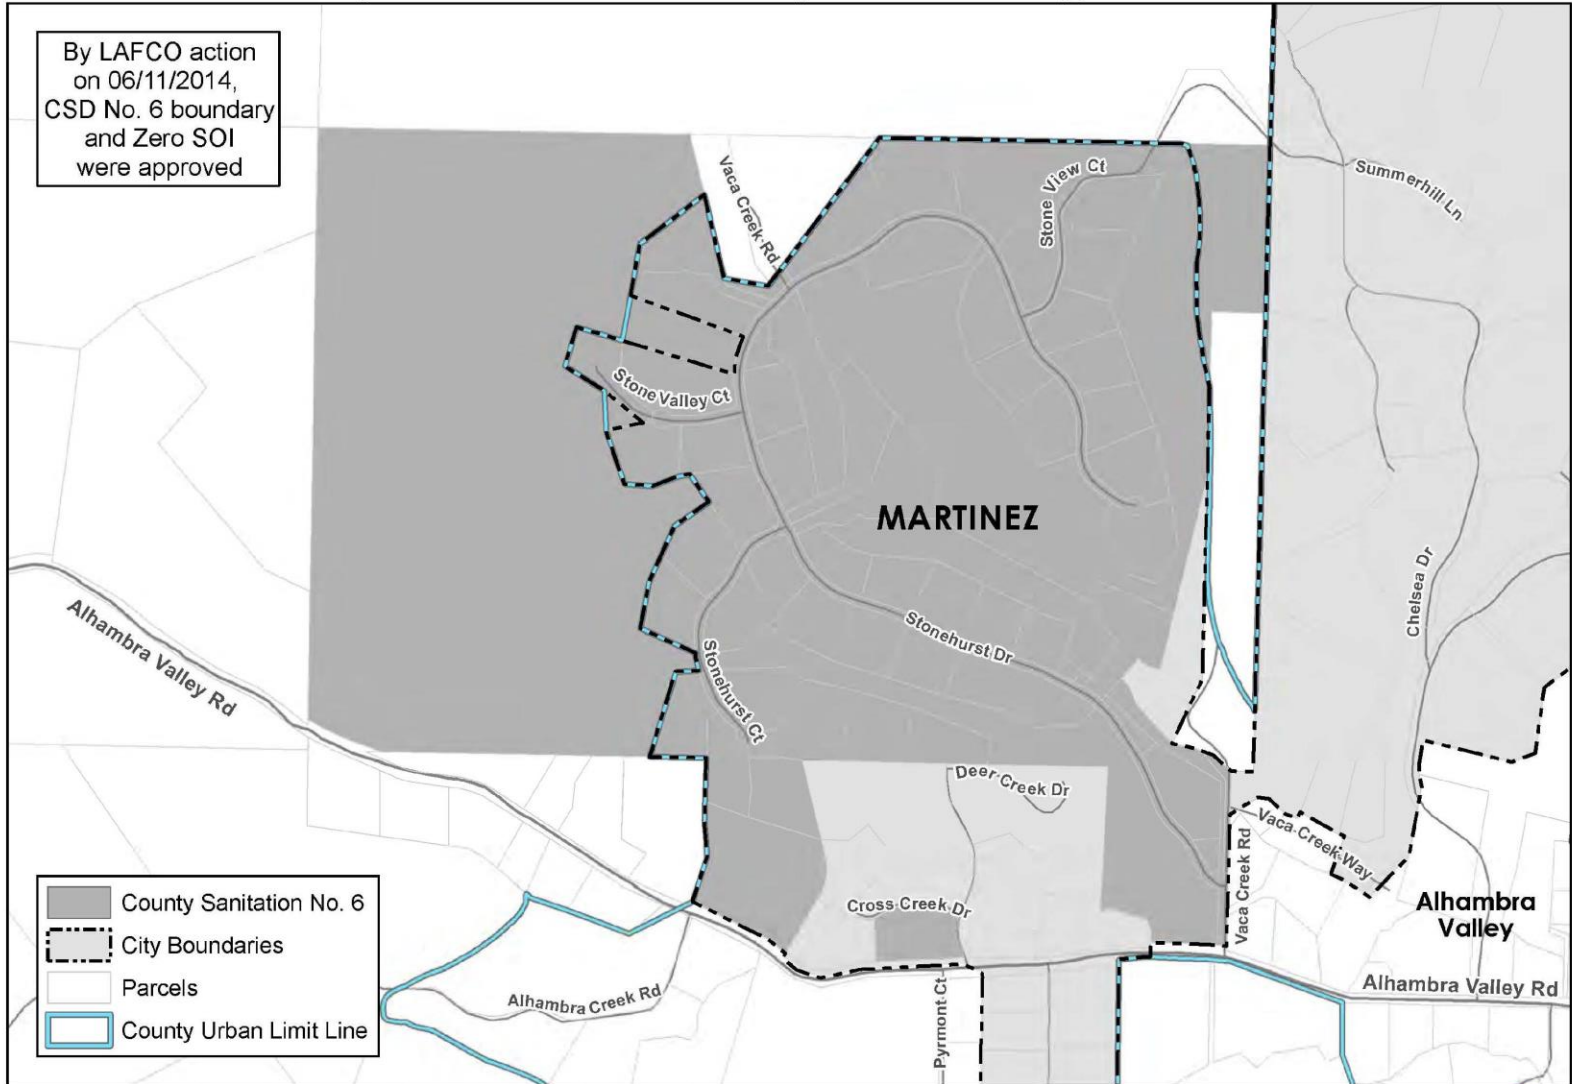 By LAFCO action
on 06/11/2014,
CSD No. 6 boundary
and Zero SOI
were approved
Vaca Creek Rd
Stone View Ct
Summerhill Ln
Stone Valley Ct
MARTINEZ
Chelsea Dr
Alhambra Valley Rd
Stonehurst Dr
Stonehurst Ct
Deer Creek Dr
Vaca Creek Rd
Vaca Creek Way
Cross Creek Dr
Alhambra
Valley
Alhambra Creek Rd
Pyrmont Ct
Alhambra Valley Rd
County Sanitation No. 6
City Boundaries
Parcels
County Urban Limit Line